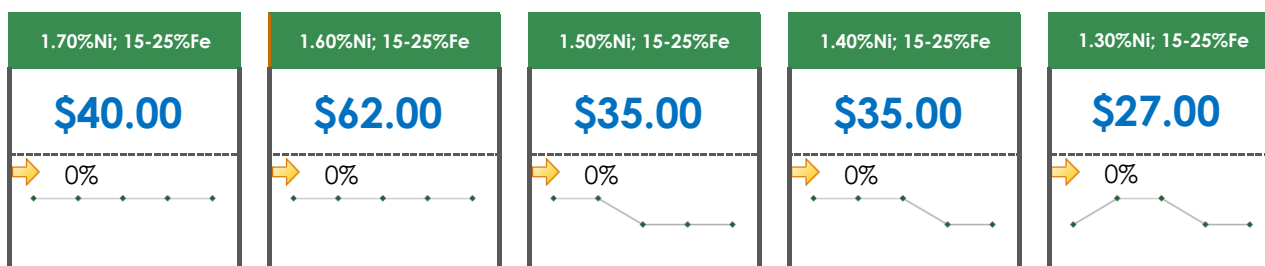 1.70%Ni; 15-25%Fe
$40.00
0%
1.60%Ni; 15-25%Fe
$62.00
0%
1.50%Ni; 15-25%Fe
$35.00
0%
1.40%Ni; 15-25%Fe
$35.00
0%
1.30%Ni; 15-25%Fe
$27.00
0%